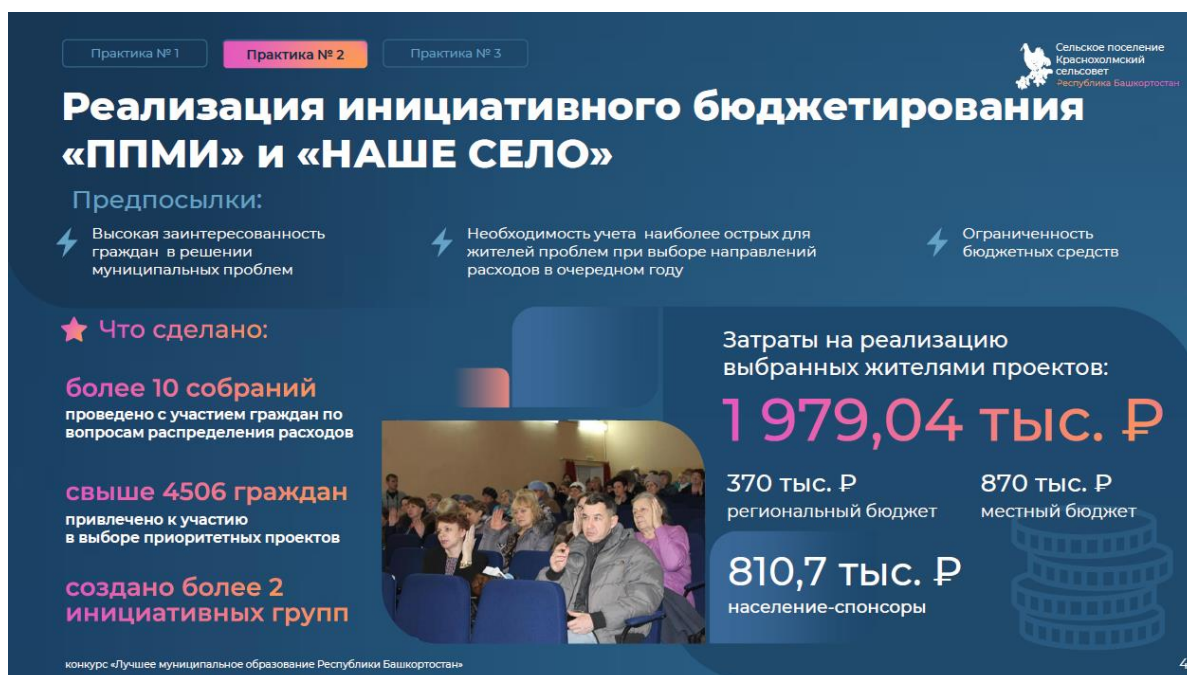 Практика № 1
Практика № 2
Практика № 3
Сельское поселение
Краснохолмский
сельсовет
Республика Башкортостан
Реализация инициативного бюджетирования
«ППМИ» и «НАШЕ СЕЛО»
Предпосылки:
Высокая заинтересованность
граждан в решении
муниципальных проблем
Необходимость учета наиболее острых для
жителей проблем при выборе направлений
расходов в очередном году
Ограниченность
бюджетных средств
Что сделано:
более 10 собраний
проведено с участием граждан по
вопросам распределения расходов
свыше 4506 граждан
привлечено к участию
в выборе приоритетных проектов
создано более 2
инициативных групп
Затраты на реализацию
выбранных жителями проектов:
1 979,04 тыс. ₽
370 тыс. ₽
региональный бюджет
870 тыс. ₽
местный бюджет
810,7 тыс. ₽
население-спонсоры
конкурс «Лучшее муниципальное образование Республики Башкортостан»
4